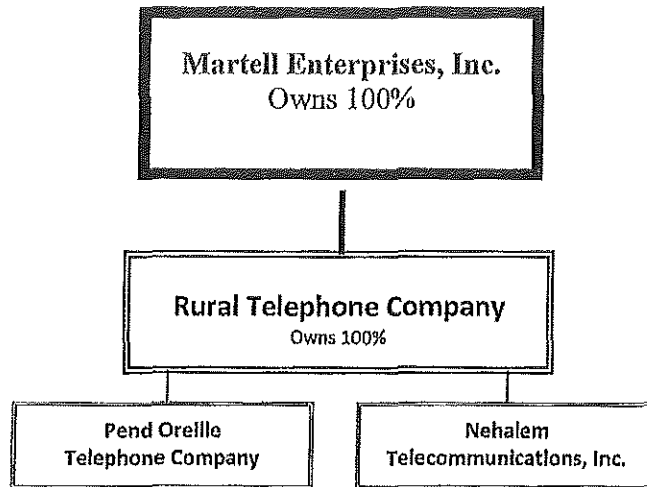 Martell Enterprises, Inc.
Owns 100%
Rural Telephone Company
Owns 100%
Pend Oreille
Telephone Company
Nehalem
Telecommunications, Inc.